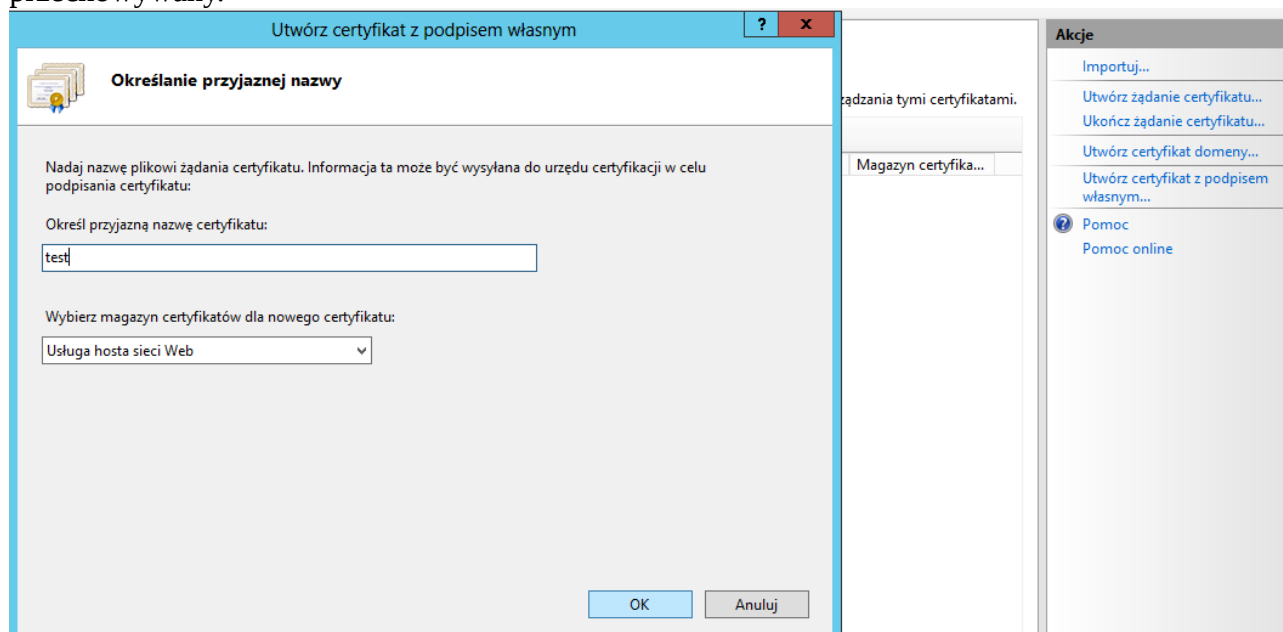 przechowywany.
Utwórz certyfikat z podpisem własnym
?
x
Określanie przyjaznej nazwy
Nadaj nazwę plikowi żądania certyfikatu. Informacja ta może być wysyłana do urzędu certyfikacji w celu
podpisania certyfikatu:
Określ przyjazną nazwę certyfikatu:
test
Wybierz magazyn certyfikatów dla nowego certyfikatu:
Usługa hosta sieci Web
OK
Anuluj
ządzania tymi certyfikatami.
Magazyn certyfika...
Akcje
Importuj...
Utwórz żądanie certyfikatu...
Ukończ żądanie certyfikatu...
Utwórz certyfikat domeny...
Utwórz certyfikat z podpisem
własnym...
Pomoc
Pomoc online